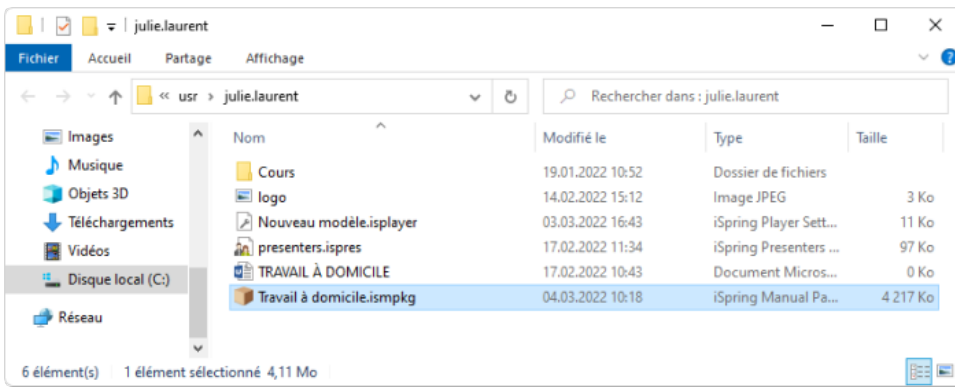 julie.laurent
Fichier Accueil Partage Affichage
« usr › julie.laurent Rechercher dans : julie.laurent
Images
Musique
Objets 3D
Téléchargements
Vidéos
Disque local (C:)
Réseau
Nom Modifié le Type Taille
Cours 19.01.2022 10:52 Dossier de fichiers
logo 14.02.2022 15:12 Image JPEG 3 Ko
Nouveau modèle.isplayer 03.03.2022 16:43 iSpring Player Sett... 11 Ko
presenters.ispres 17.02.2022 11:34 iSpring Presenters ... 97 Ko
TRAVAIL À DOMICILE 17.02.2022 10:43 Document Micros... 0 Ko
Travail à domicile.ismpkg 04.03.2022 10:18 iSpring Manual Pa... 4 217 Ko
6 élément(s) 1 élément sélectionné 4,11 Mo